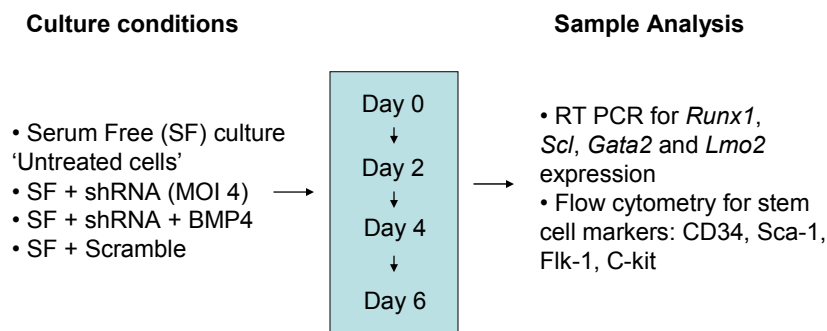 Culture conditions
• Serum Free (SF) culture
‘Untreated cells’
• SF + shRNA (MOI 4)
• SF + shRNA + BMP4
• SF + Scramble
Day 0
Day 2
Day 4
Day 6
Sample Analysis
• RT PCR for Runx1,
Scl, Gata2 and Lmo2
expression
• Flow cytometry for stem
cell markers: CD34, Sca-1,
Flk-1, C-kit